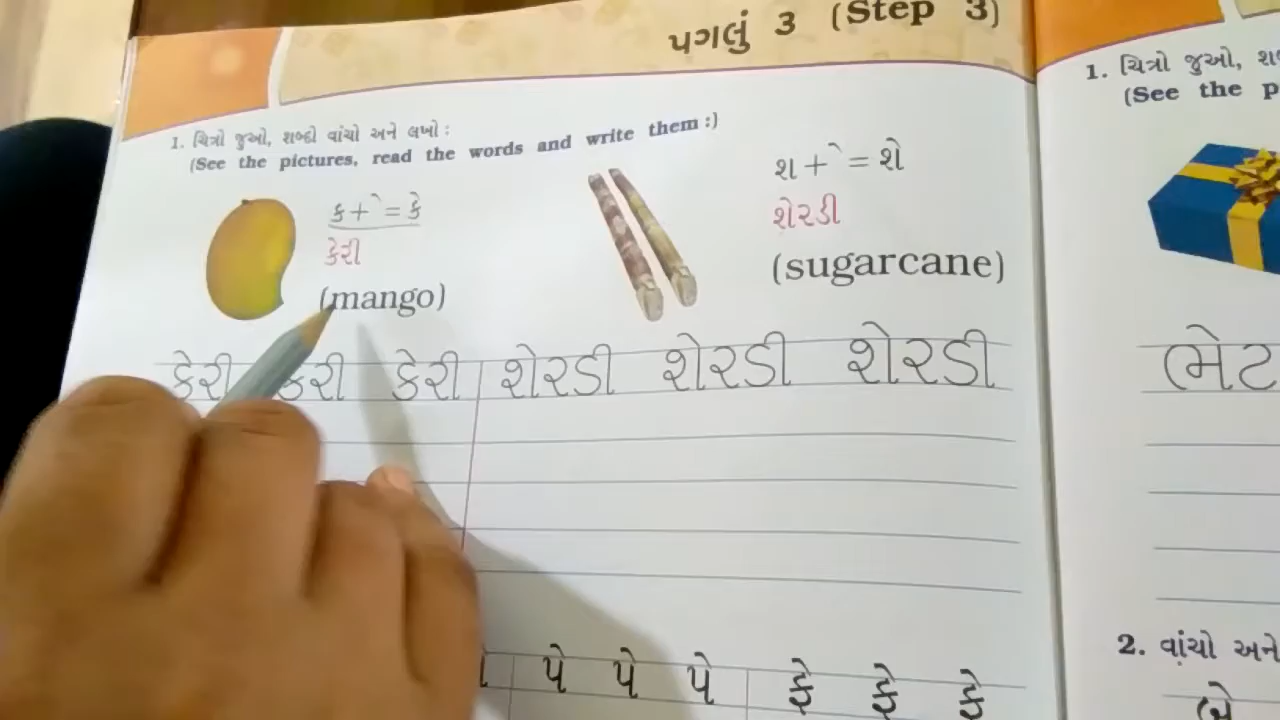 પગલું 3 (Step 3)
1. ચિત્રો જુઓ, શબ્દો વાંચો અને લખો :
(See the pictures, read the words and write them :)
ક + ે = કે
કેરી
(mango)
શ + ે = શે
શેરડી
(sugarcane)
કેરી કેરી કેરી શેરડી શેરડી શેરડી
પે પે પે ફે ફે ફે
1. ચિત્રો જુઓ,
(See the
ભેટ
2. વાંચો અને